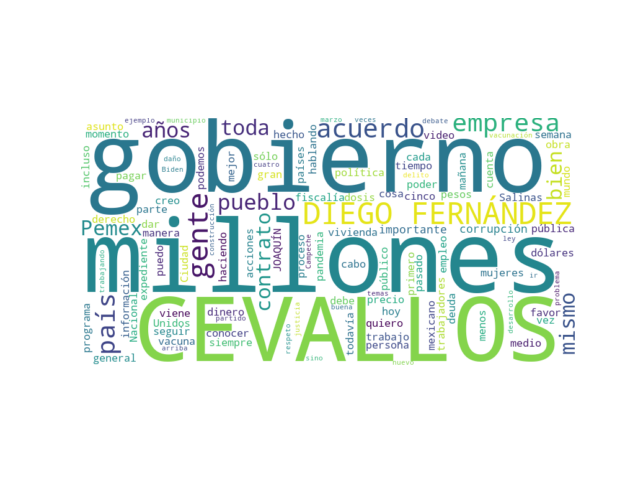 ejemplo municipio marzo veces debate vacunación
asunto años toda hecho acuerdo video empresa semana
momento hablando
gobierno
incluso pagar podemos mejor sólo países cada tiempo mañana cuenta bien obra mundo
daño cuatro Biden delito
creo gran política poder
derecho parte gente pueblo fiscalía dosis cosa cinco pesos Salinas
DIEGO FERNÁNDEZ
Pemex dar manera contrato vivienda importante corrupción pública
millones
trabajando expediente puedo Ciudad construcción haciendo acciones JOAQUÍN proceso Campeche pandemia cabo público primero pasado empleo ley dólares
información mujeres ir
país Nacional temas problema
programa viene dinero debe precio trabajadores deuda menos desarrollo favor mismo
CEVALLOS
Unidos partido conocer buena hoy quiero mexicano vez
seguir justicia todavía trabajo
vacuna siempre respeto persona medio
general arriba sino nuevo